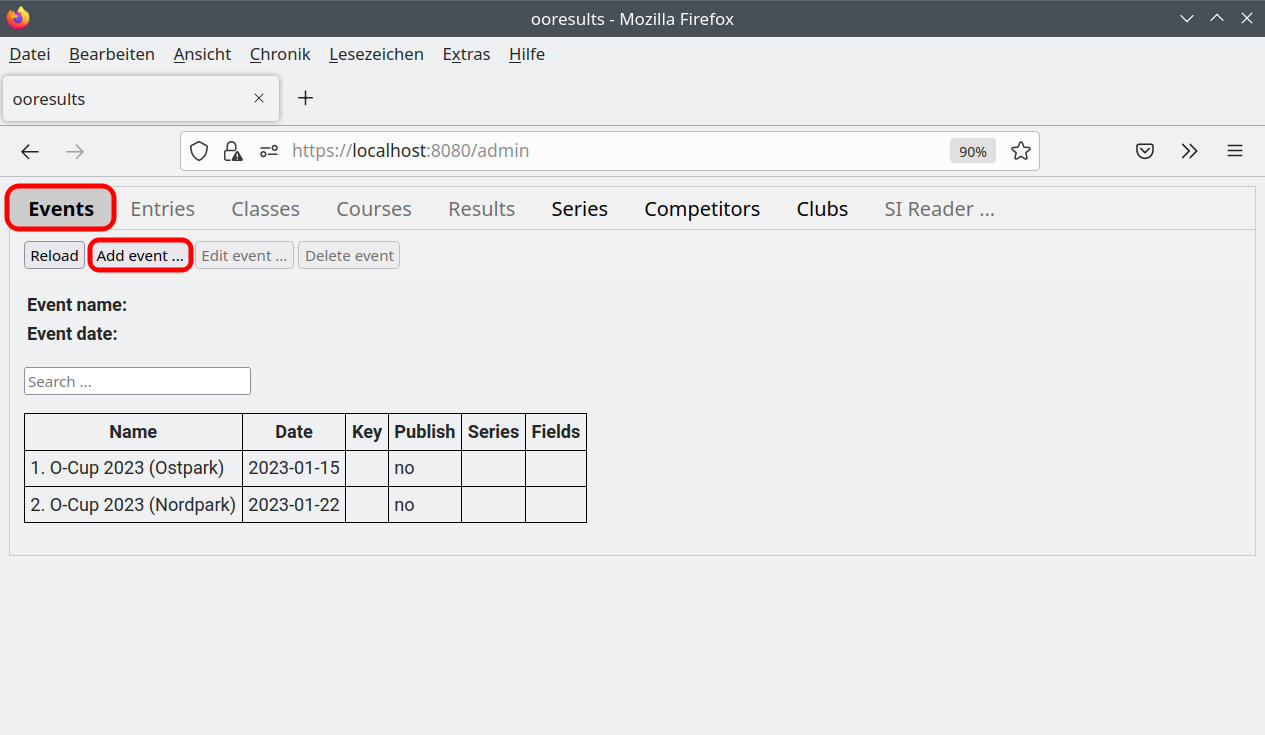 ooresults - Mozilla Firefox
Datei Bearbeiten Ansicht Chronik Lesezeichen Extras Hilfe
ooresults
https://localhost:8080/admin 90%
Events Entries Classes Courses Results Series Competitors Clubs SI Reader ...
Reload Add event ... Edit event ... Delete event
Event name:
Event date:
Search ...
Name Date Key Publish Series Fields
1. O-Cup 2023 (Ostpark) 2023-01-15 no
2. O-Cup 2023 (Nordpark) 2023-01-22 no